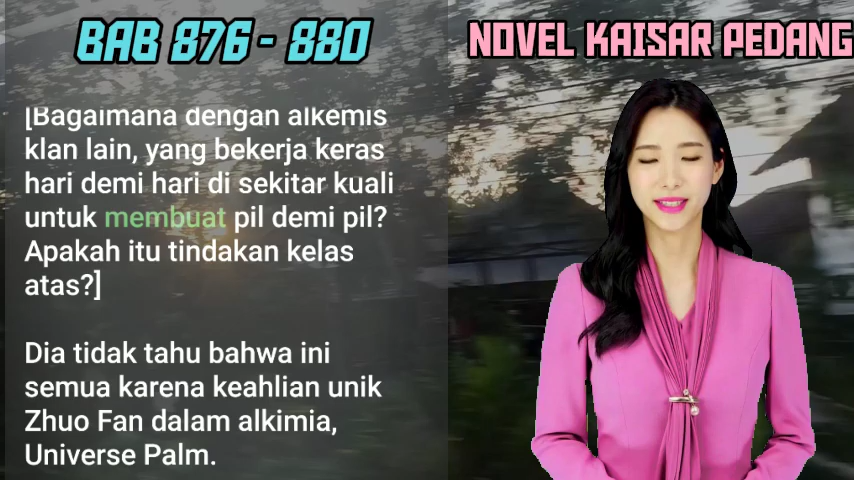 BAB 876 - 880
NOVEL KAISAR PEDANG
[Bagaimana dengan alkemis
klan lain, yang bekerja keras
hari demi hari di sekitar kuali
untuk membuat pil demi pil?
Apakah itu tindakan kelas
atas?]
Dia tidak tahu bahwa ini
semua karena keahlian unik
Zhuo Fan dalam alkimia,
Universe Palm.